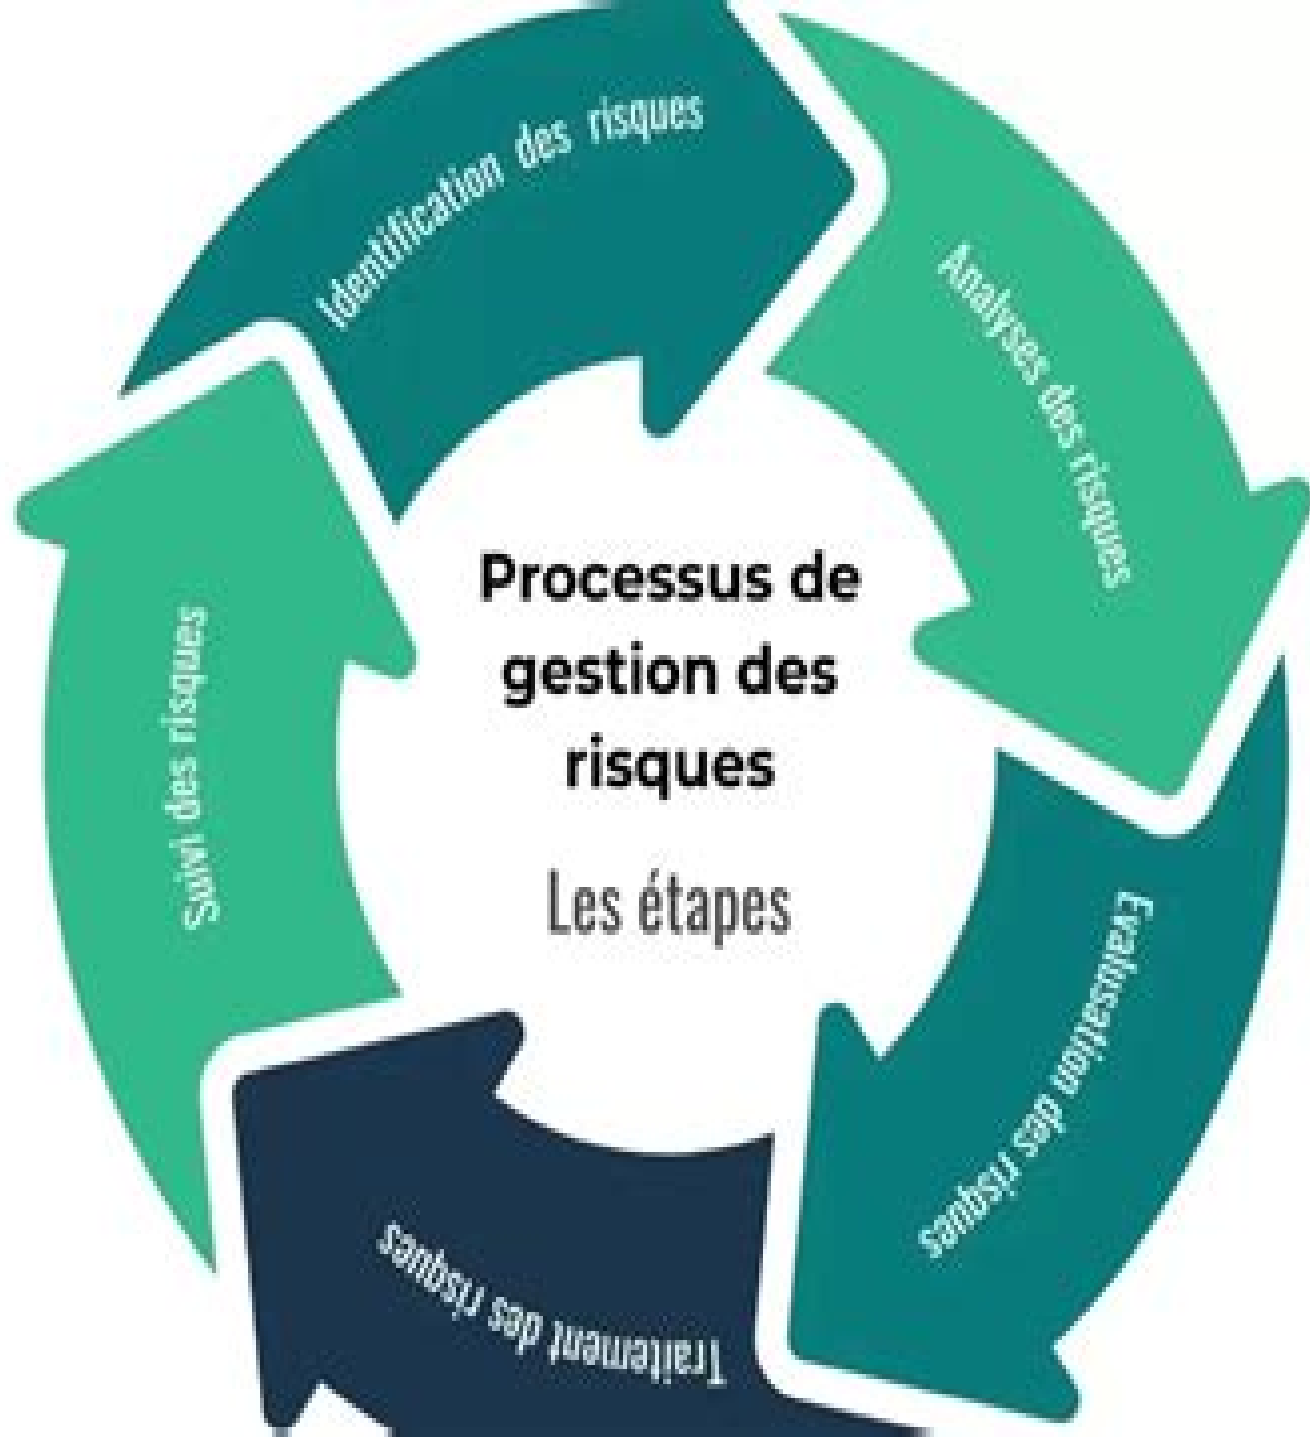 Processus de
gestion des
risques
Les étapes
Identification des risques
Analyses des risques
Evalusation des risques
Traitement des risques
Suivi des risques